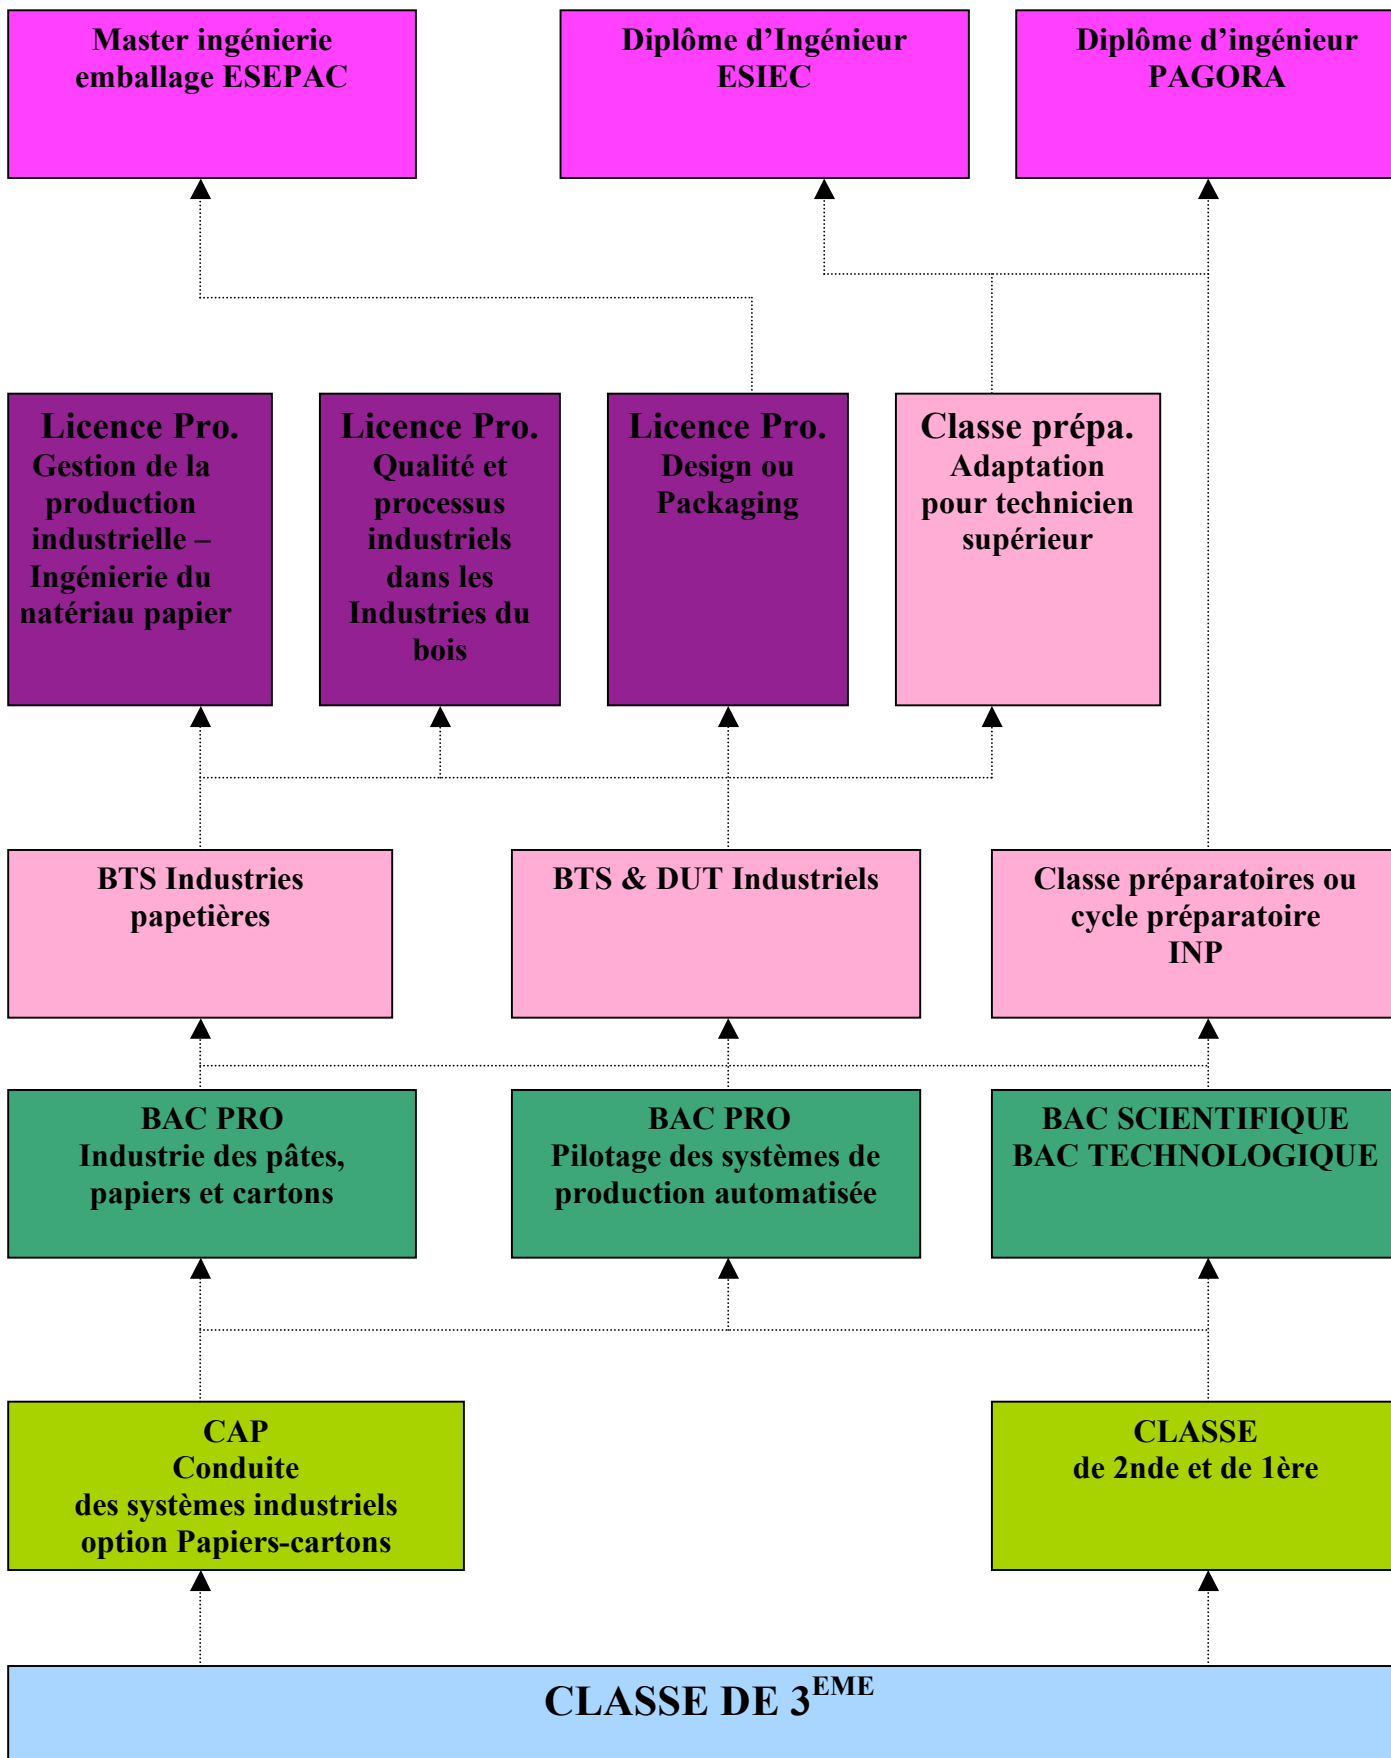 Master ingénierie
emballage ESEPAC
Diplôme d'Ingénieur
ESIEC
Diplôme d'ingénieur
PAGORA
Licence Pro.
Gestion de la
production
industrielle –
Ingénierie du
natériau papier
Licence Pro.
Qualité et
processus
industriels
dans les
Industries du
bois
Licence Pro.
Design ou
Packaging
Classe prépa.
Adaptation
pour technicien
supérieur
BTS Industries
papetières
BTS & DUT Industriels
Classe préparatoires ou
cycle préparatoire
INP
BAC PRO
Industrie des pâtes,
papiers et cartons
BAC PRO
Pilotage des systèmes de
production automatisée
BAC SCIENTIFIQUE
BAC TECHNOLOGIQUE
CAP
Conduite
des systèmes industriels
option Papiers-cartons
CLASSE
de 2nde et de 1ère
CLASSE DE 3EME